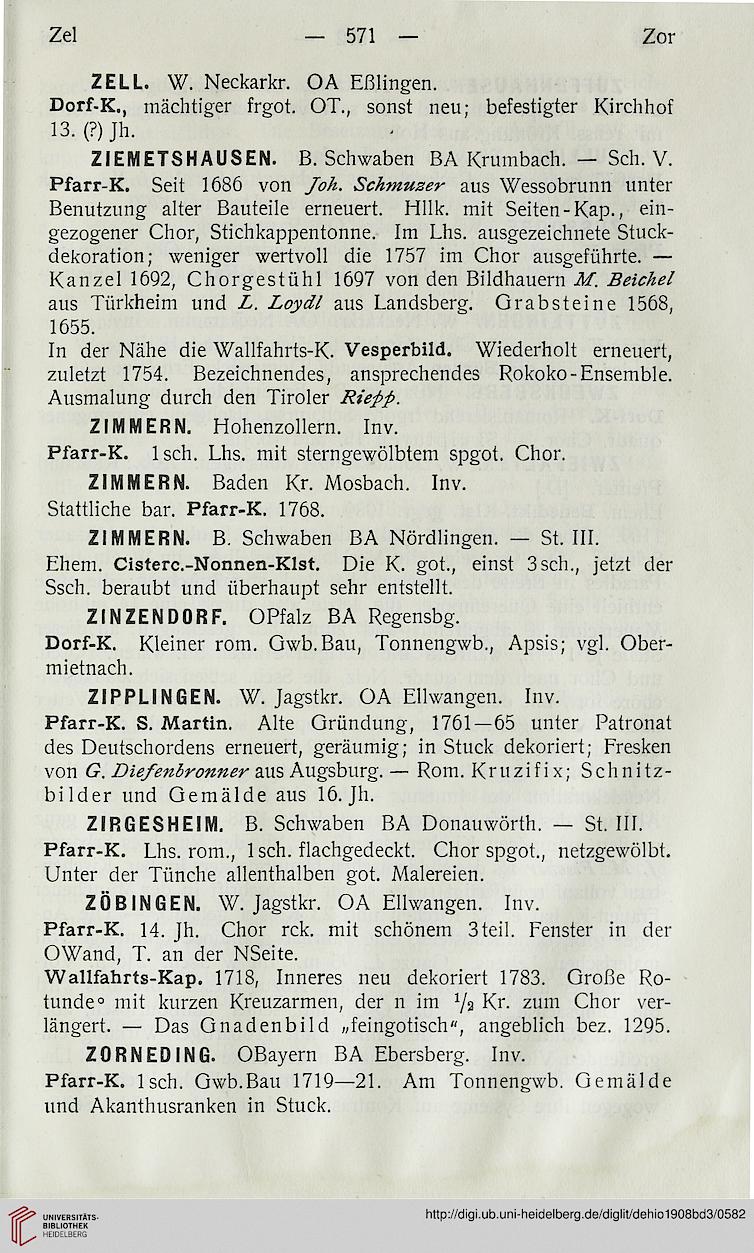 Zel — 571 — Zor
ZELL. W. Neckarkr. OA Eßlingen.
Dorf-K., mächtiger frgot. OT., sonst neu; befestigter Kirchhof
13. (?) Jh.
ZIEMETSHAUSEN. B. Schwaben BA Krumbach. — Sch. V.
Pfarr-K. Seit 1686 von Joh. Schmuzer aus Wessobrunn unter
Benutzung alter Bauteile erneuert. Hllk. mit Seiten-Kap., ein-
gezogener Chor, Stichkappentonne. Im Lhs. ausgezeichnete Stuck-
dekoration; weniger wertvoll die 1757 im Chor ausgeführte. —
Kanzel 1692, Chorgestühl 1697 von den Bildhauern M. Beichel
aus Türkheim und L. Loydl aus Landsberg. Grabsteine 1568,
1655.
In der Nähe die Wallfahrts-K. Vesperbild. Wiederholt erneuert,
zuletzt 1754. Bezeichnendes, ansprechendes Rokoko-Ensemble.
Ausmalung durch den Tiroler Riepp.
ZIMMERN. Hohenzollern. Inv.
Pfarr-K. 1sch. Lhs. mit sterngewölbtem spgot. Chor.
ZIMMERN. Baden Kr. Mosbach. Inv.
Stattliche bar. Pfarr-K. 1768.
ZIMMERN. B. Schwaben BA Nördlingen. — St. III.
Ehem. Cisterc.-Nonnen-Klst. Die K. got., einst 3sch., jetzt der
Ssch. beraubt und überhaupt sehr entstellt.
ZINZENDORF. OPfalz BA Regensbg.
Dorf-K. Kleiner rom. Gwb.Bau, Tonnengwb., Apsis; vgl. Ober-
mietnach.
ZIPPLINGEN. W. Jagstkr. OA Ellwangen. Inv.
Pfarr-K. S. Martin. Alte Gründung, 1761—65 unter Patronat
des Deutschordens erneuert, geräumig; in Stuck dekoriert; Fresken
von G. Diefenbronner aus Augsburg. — Rom. Kruzifix; Schnitz-
bilder und Gemälde aus 16. Jh.
ZIRGESHEIM. B. Schwaben BA Donauwörth. — St. III.
Pfarr-K. Lhs. rom., 1sch. flachgedeckt. Chor spgot., netzgewölbt.
Unter der Tünche allenthalben got. Malereien.
ZÖBINGEN. W. Jagstkr. OA Ellwangen. Inv.
Pfarr-K. 14. Jh. Chor rck. mit schönem 3teil. Fenster in der
OWand, T. an der NSeite.
Wallfahrts-Kap. 1718, Inneres neu dekoriert 1783. Große Ro-
tunde° mit kurzen Kreuzarmen, der n im 1/2 Kr. zum Chor ver-
längert. — Das Gnadenbild „feingotisch", angeblich bez. 1295.
ZORNEDING. OBayern BA Ebersberg. Inv.
Pfarr-K. 1sch. Gwb.Bau 1719—21. Am Tonnengwb. Gemälde
und Akanthusranken in Stuck.
UNIVERSITÄTS-
BIBLIOTHEK
HEIDELBERG
http://digi.ub.uni-heidelberg.de/diglit/dehio1908bd3/0582